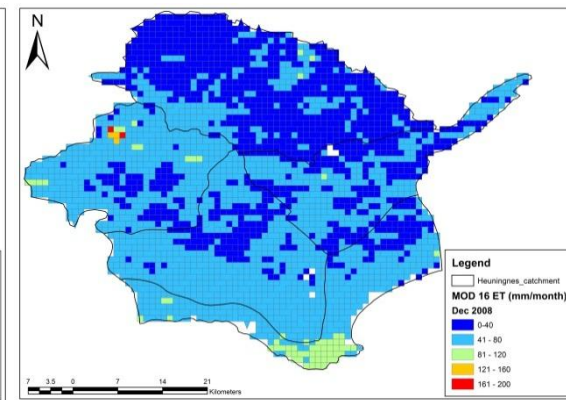 N
Legend
Heuningnes_catchment
MOD 16 ET (mm/month)
Dec 2008
0-40
41 - 80
81 - 120
121 - 160
161 - 200
7 3.5 0 7 14 21
Kilometers